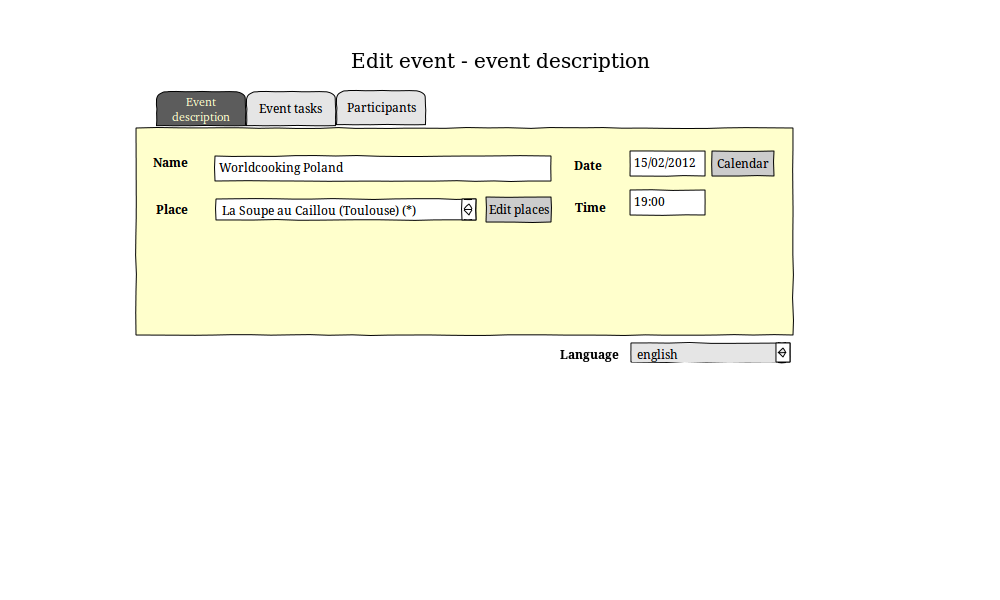 Edit event - event description
Event
description
Event tasks
Participants
Name
Worldcooking Poland
Date
15/02/2012
Calendar
Place
La Soupe au Caillou (Toulouse) (*)
Edit places
Time
19:00
Language
english